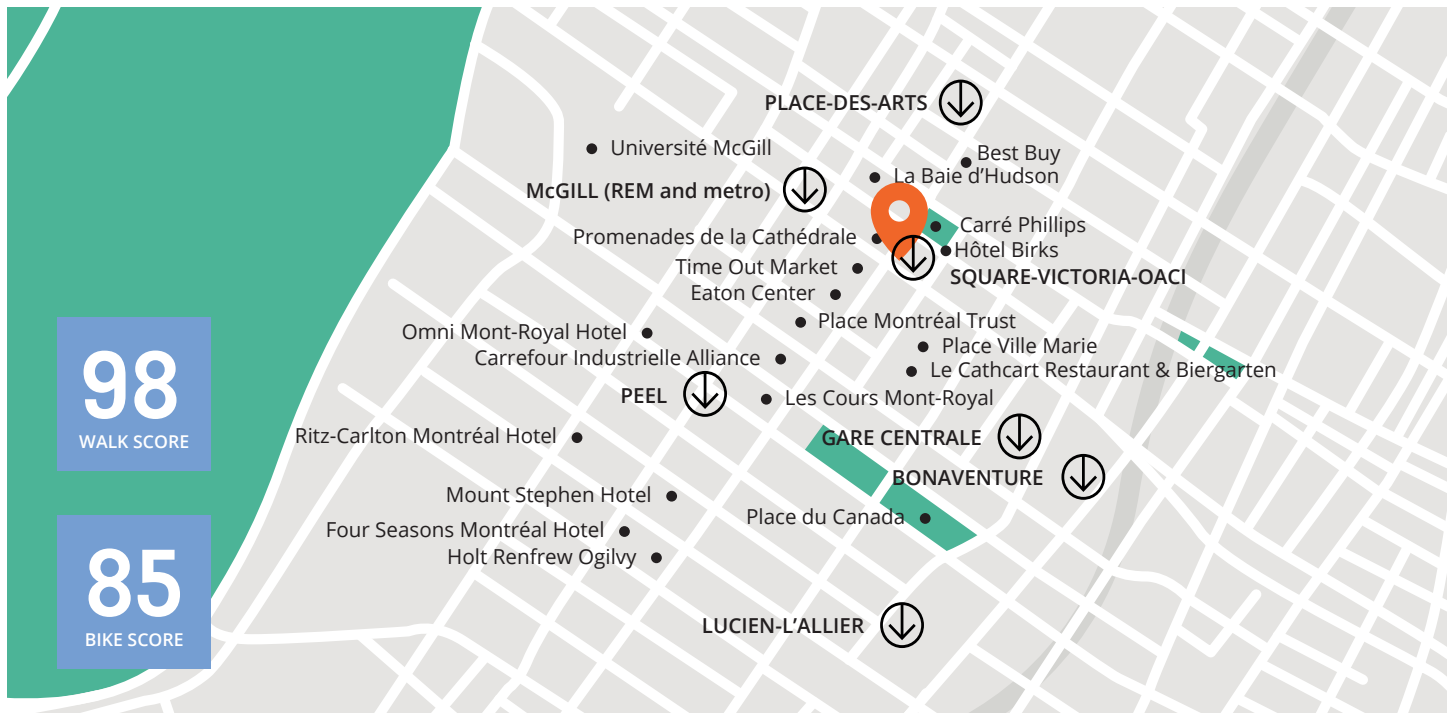 PLACE-DES-ARTS
Université McGill
Best Buy
La Baie d’Hudson
McGILL (REM and metro)
Carré Phillips
Promenades de la Cathédrale
Hôtel Birks
Time Out Market
SQUARE-VICTORIA-OACI
Eaton Center
Place Montréal Trust
Omni Mont-Royal Hotel
Place Ville Marie
Carrefour Industrielle Alliance
Le Cathcart Restaurant & Biergarten
PEEL
Les Cours Mont-Royal
98
WALK SCORE
Ritz-Carlton Montréal Hotel
GARE CENTRALE
BONAVENTURE
Mount Stephen Hotel
Place du Canada
Four Seasons Montréal Hotel
Holt Renfrew Ogilvy
85
BIKE SCORE
LUCIEN-L’ALLIER